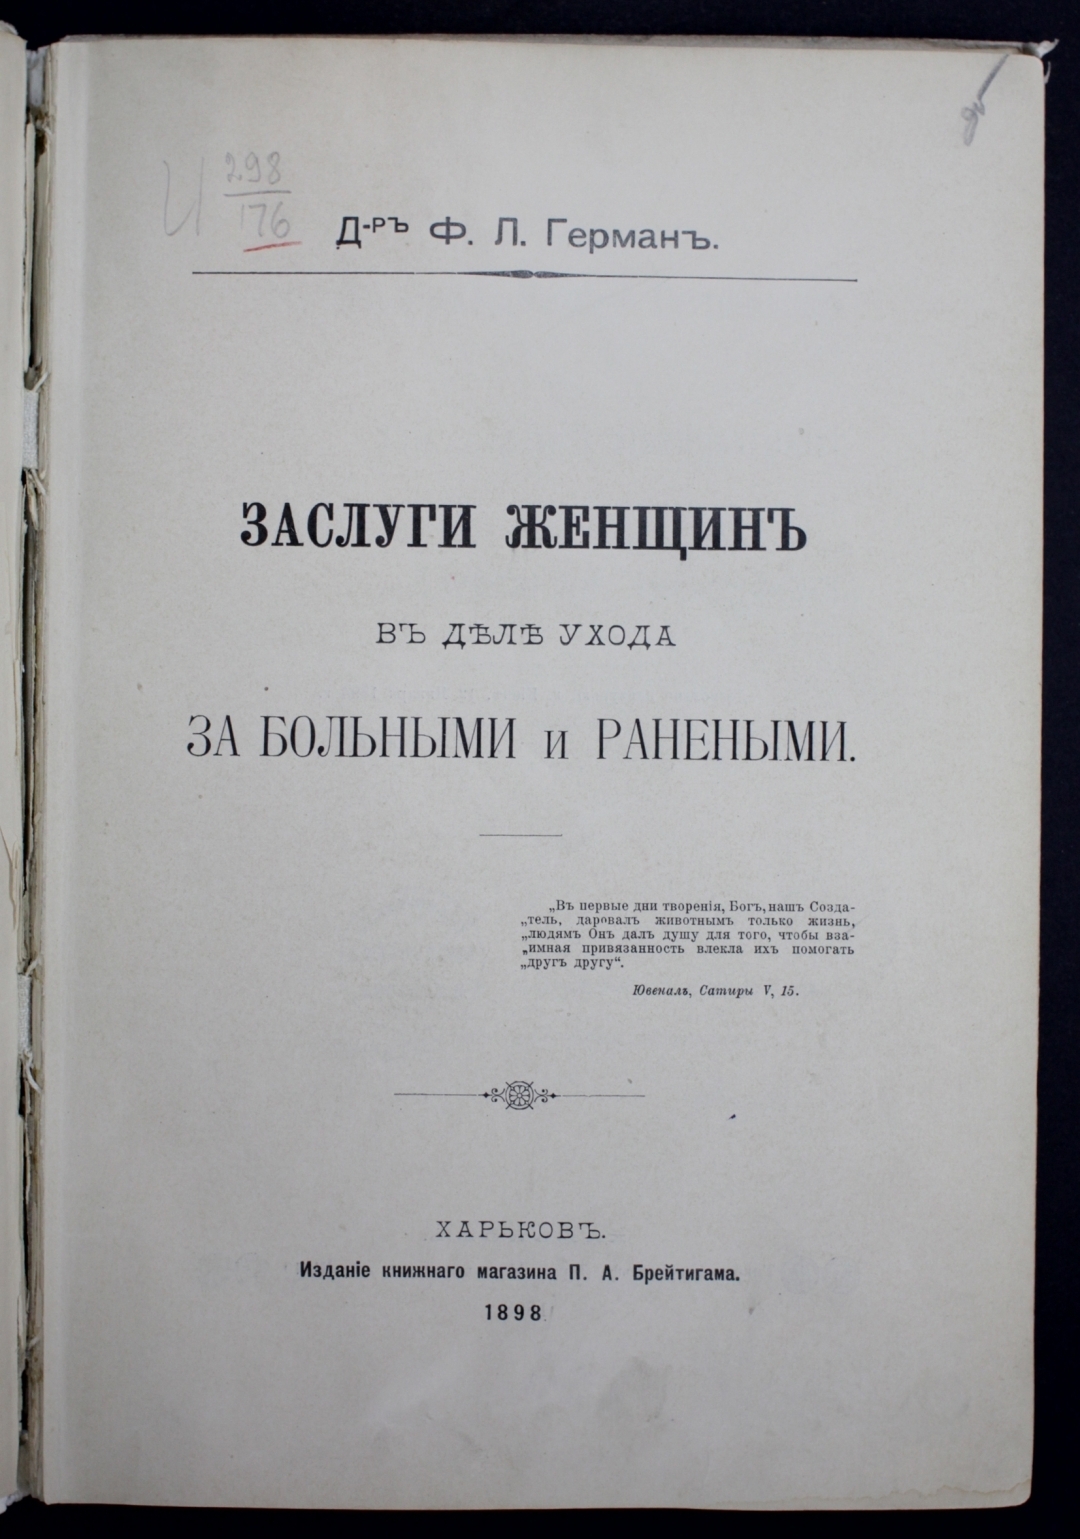 И 298
176
Д-ръ Ф. Л. Германъ.
ЗАСЛУГИ ЖЕНЩИНЪ
ВЪ ДѢЛѢ УХОДА
ЗА БОЛЬНЫМИ и РАНЕНЫМИ.
„Въ первые дни творенія, Богъ, нашъ Созда-
„тель, даровалъ животнымъ только жизнь,
„людямъ Онъ далъ душу для того, чтобы вза-
„имная привязанность влекла ихъ помогать
„другъ другу“.
Ювеналъ, Сатиры V, 15.
ХАРЬКОВЪ.
Изданіе книжнаго магазина П. А. Брейтигама.
1898